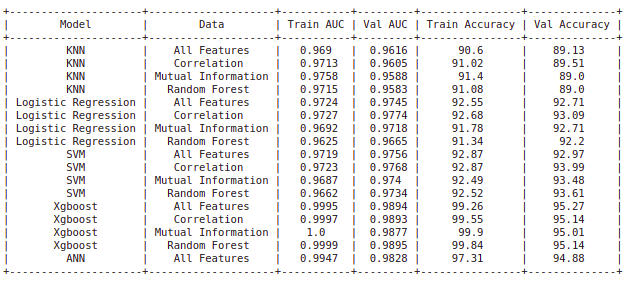 +---------------------+--------------------+-----------+---------+----------------+--------------+
|        Model        |        Data        | Train AUC | Val AUC | Train Accuracy | Val Accuracy |
+---------------------+--------------------+-----------+---------+----------------+--------------+
|         KNN         |    All Features    |   0.969   |  0.9616 |      90.6      |    89.13     |
|         KNN         |    Correlation     |   0.9713  |  0.9605 |     91.02      |    89.51     |
|         KNN         | Mutual Information |   0.9758  |  0.9588 |      91.4      |     89.0     |
|         KNN         |   Random Forest    |   0.9715  |  0.9583 |     91.08      |     89.0     |
| Logistic Regression |    All Features    |   0.9724  |  0.9745 |     92.55      |    92.71     |
| Logistic Regression |    Correlation     |   0.9727  |  0.9774 |     92.68      |    93.09     |
| Logistic Regression | Mutual Information |   0.9692  |  0.9718 |     91.78      |    92.71     |
| Logistic Regression |   Random Forest    |   0.9625  |  0.9665 |     91.34      |     92.2     |
|         SVM         |    All Features    |   0.9719  |  0.9756 |     92.87      |    92.97     |
|         SVM         |    Correlation     |   0.9723  |  0.9768 |     92.87      |    93.99     |
|         SVM         | Mutual Information |   0.9687  |  0.974  |     92.49      |    93.48     |
|         SVM         |   Random Forest    |   0.9662  |  0.9734 |     92.52      |    93.61     |
|       Xgboost       |    All Features    |   0.9995  |  0.9894 |     99.26      |    95.27     |
|       Xgboost       |    Correlation     |   0.9997  |  0.9893 |     99.55      |    95.14     |
|       Xgboost       | Mutual Information |    1.0    |  0.9877 |      99.9      |    95.01     |
|       Xgboost       |   Random Forest    |   0.9999  |  0.9895 |     99.84      |    95.14     |
|         ANN         |    All Features    |   0.9947  |  0.9828 |     97.31      |    94.88     |
+---------------------+--------------------+-----------+---------+----------------+--------------+